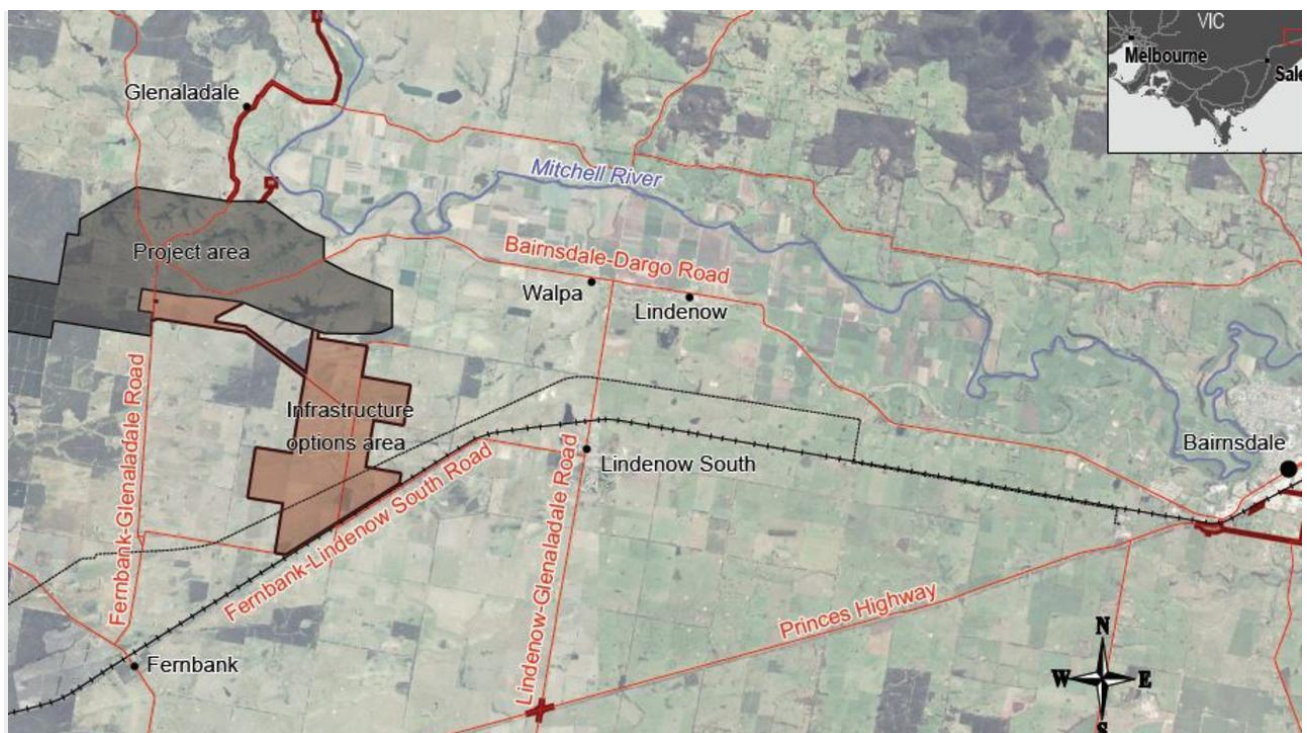 VIC
Melbourne
Sale
Glenaladale
Mitchell River
Project area
Bairnsdale-Dargo Road
Walpa
Lindenow
Fernbank-Glenaladale Road
Infrastructure
options area
Bairnsdale
Lindenow South
Fernbank-Lindenow South Road
Lindenow-Glenaladale Road
Princes Highway
Fernbank
N
W
E
S